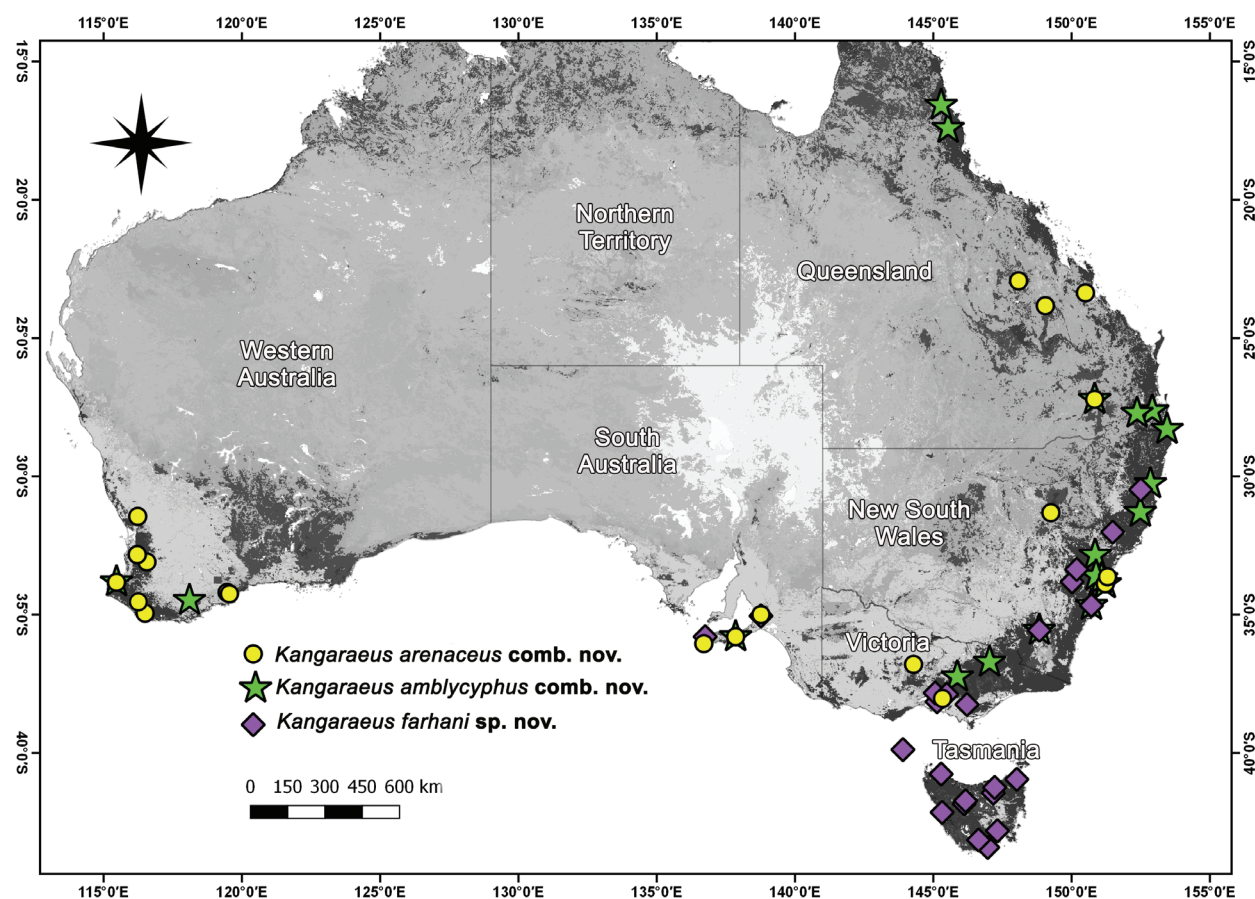 115°0'E 120°0'E 125°0'E 130°0'E 135°0'E 140°0'E 145°0'E 150°0'E 155°0'E
15°0'S
20°0'S
25°0'S
30°0'S
35°0'S
40°0'S
15°0'S
20°0'S
25°0'S
30°0'S
35°0'S
40°0'S
Northern
Territory
Queensland
Western
Australia
South
Australia
New South
Wales
Victoria
Tasmania
Kangaraeus arenaceus comb. nov.
Kangaraeus amblycyphus comb. nov.
Kangaraeus farhani sp. nov.
0 150 300 450 600 km
115°0'E 120°0'E 125°0'E 130°0'E 135°0'E 140°0'E 145°0'E 150°0'E 155°0'E